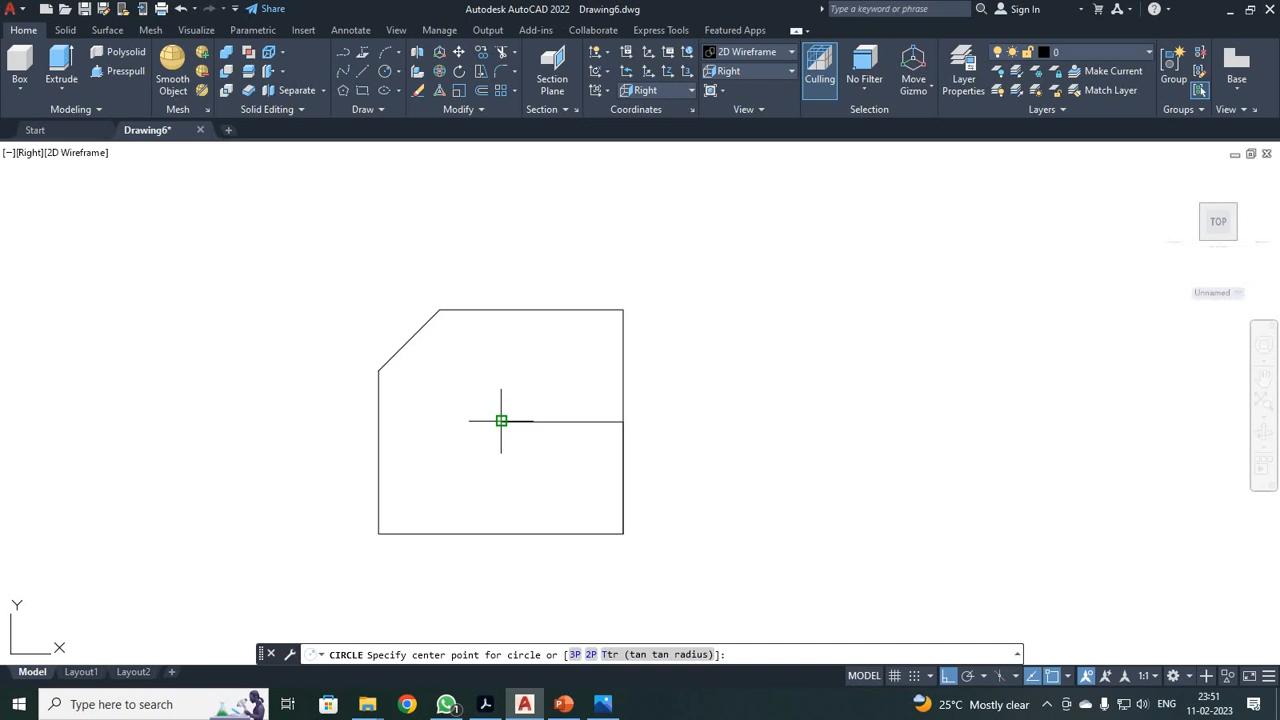 Share
Autodesk AutoCAD 2022 Drawing6.dwg
Type a keyword or phrase
Sign In
Home
Solid
Surface
Mesh
Visualize
Parametric
Insert
Annotate
View
Manage
Output
Add-ins
Collaborate
Express Tools
Featured Apps
Box
Extrude
Polysolid
Presspull
Smooth
Object
Separate
Section
Plane
Right
2D Wireframe
Right
Culling
No Filter
Move
Gizmo
Layer
Properties
0
Make Current
Match Layer
Group
Base
Modeling
Mesh
Solid Editing
Draw
Modify
Section
Coordinates
View
Selection
Layers
Groups
View
Start
Drawing6*
[−][Right][2D Wireframe]
TOP
Unnamed
Y
X
CIRCLE Specify center point for circle or [3P 2P Ttr (tan tan radius)]:
Model
Layout1
Layout2
MODEL
1:1
Type here to search
1
25°C Mostly clear
ENG
23:51
11-02-2023